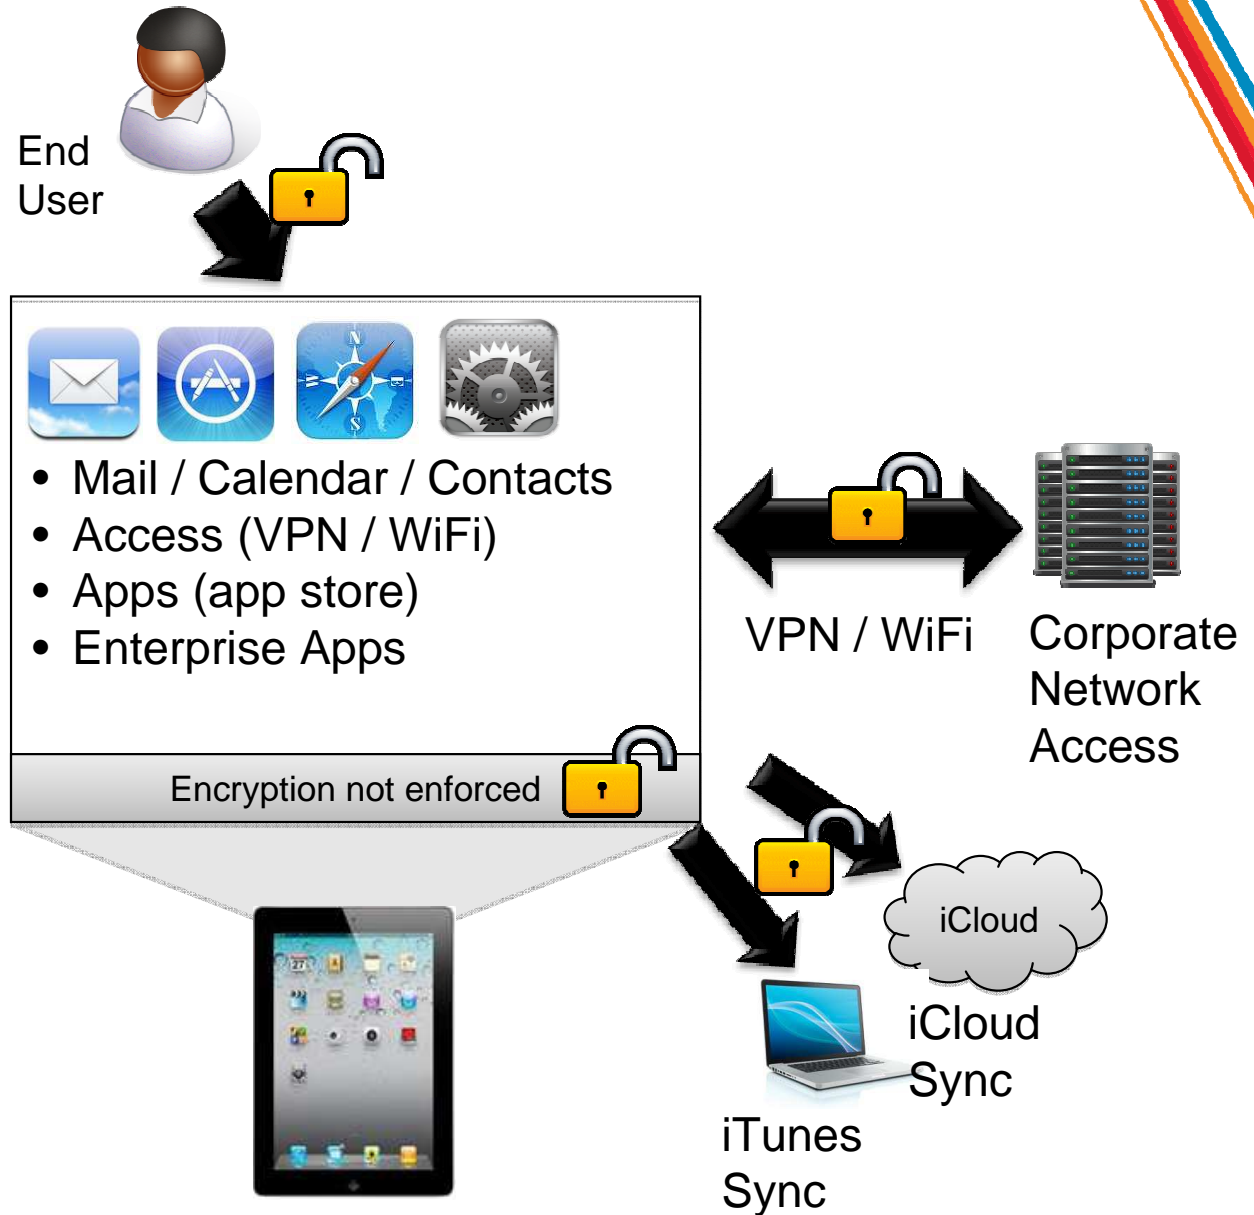 End
User
• Mail / Calendar / Contacts
• Access (VPN / WiFi)
• Apps (app store)
• Enterprise Apps
Encryption not enforced
VPN / WiFi
Corporate
Network
Access
iCloud
iCloud
Sync
iTunes
Sync
N
S
27